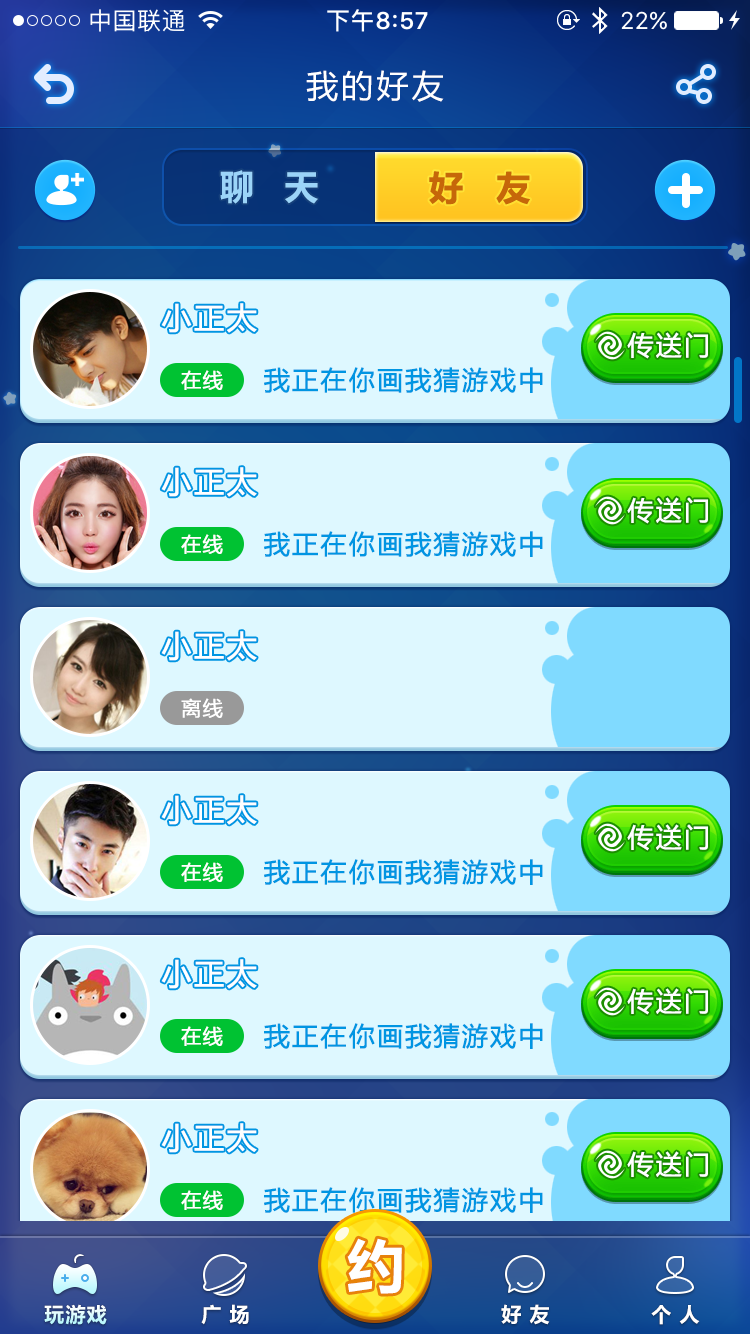 中国联通 下午8:57 22%
我的好友
聊 天 好 友
小正太
在线 我正在你画我猜游戏中 传送门
小正太
在线 我正在你画我猜游戏中 传送门
小正太
离线
小正太
在线 我正在你画我猜游戏中 传送门
小正太
在线 我正在你画我猜游戏中 传送门
小正太
在线 我正在你画我猜游戏中 传送门
玩游戏 广场 约 好友 个人